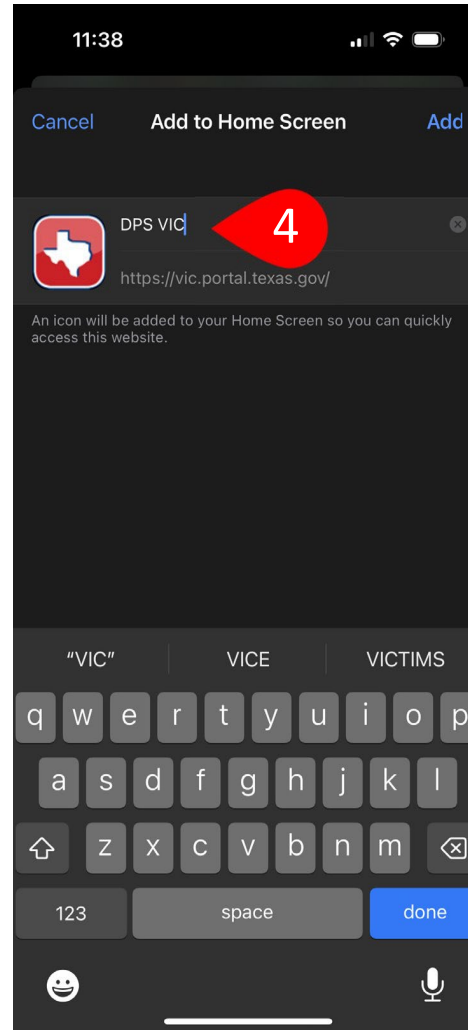 11:38
Cancel Add to Home Screen Add
DPS VIC 4
https://vic.portal.texas.gov/
An icon will be added to your Home Screen so you can quickly
access this website.
“VIC” VICE VICTIMS
q w e r t y u i o p
a s d f g h j k l
z x c v b n m
123 space done